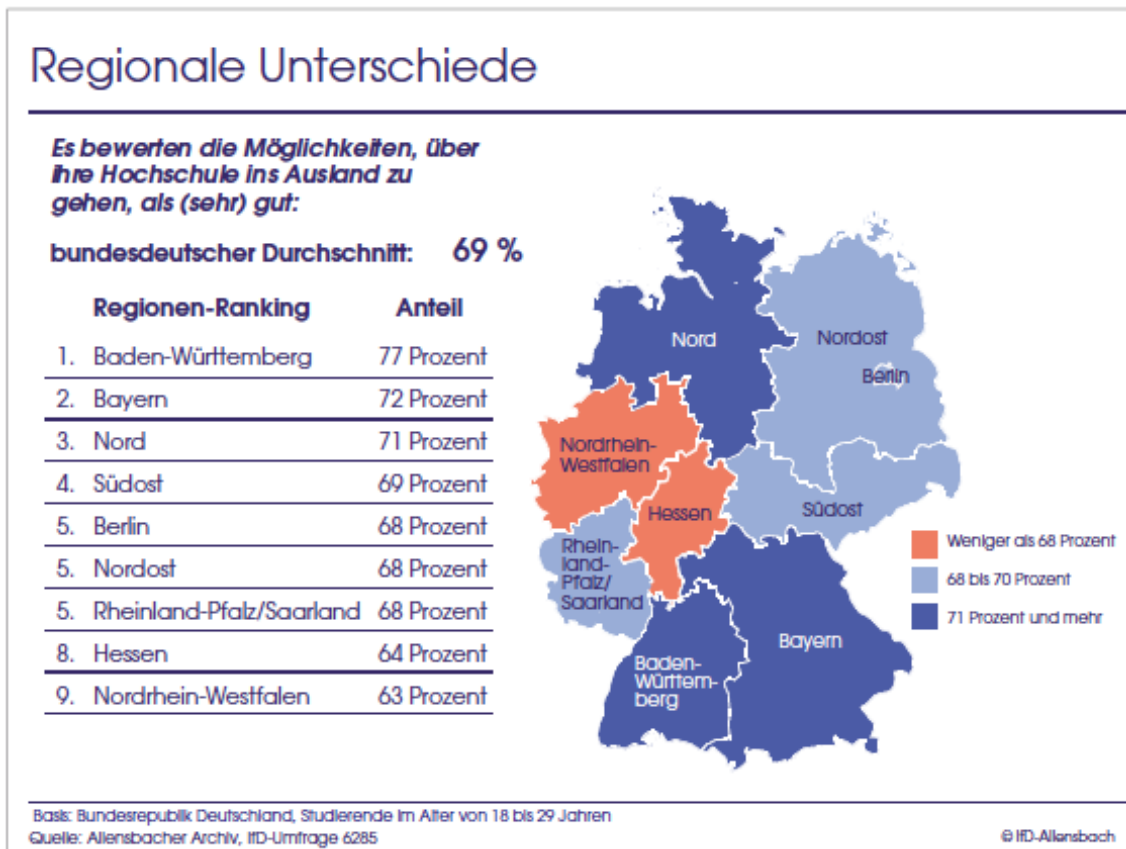 Regionale Unterschiede
Es bewerten die Möglichkeiten, über
ihre Hochschule ins Ausland zu
gehen, als (sehr) gut:
bundesdeutscher Durchschnitt: 69 %
Regionen-Ranking Anteil
1. Baden-Württemberg 77 Prozent
2. Bayern 72 Prozent
3. Nord 71 Prozent
4. Südost 69 Prozent
5. Berlin 68 Prozent
5. Nordost 68 Prozent
5. Rheinland-Pfalz/Saarland 68 Prozent
8. Hessen 64 Prozent
9. Nordrhein-Westfalen 63 Prozent
Nord
Nordost
Berlin
Nordrhein-
Westfalen
Hessen
Südost
Rhein-
land-
Pfalz/
Saarland
Bayern
Baden-
Württem-
berg
Weniger als 68 Prozent
68 bis 70 Prozent
71 Prozent und mehr
Basis: Bundesrepublik Deutschland, Studierende im Alter von 18 bis 29 Jahren
Quelle: Allensbacher Archiv, IfD-Umfrage 6285
© IfD-Allensbach